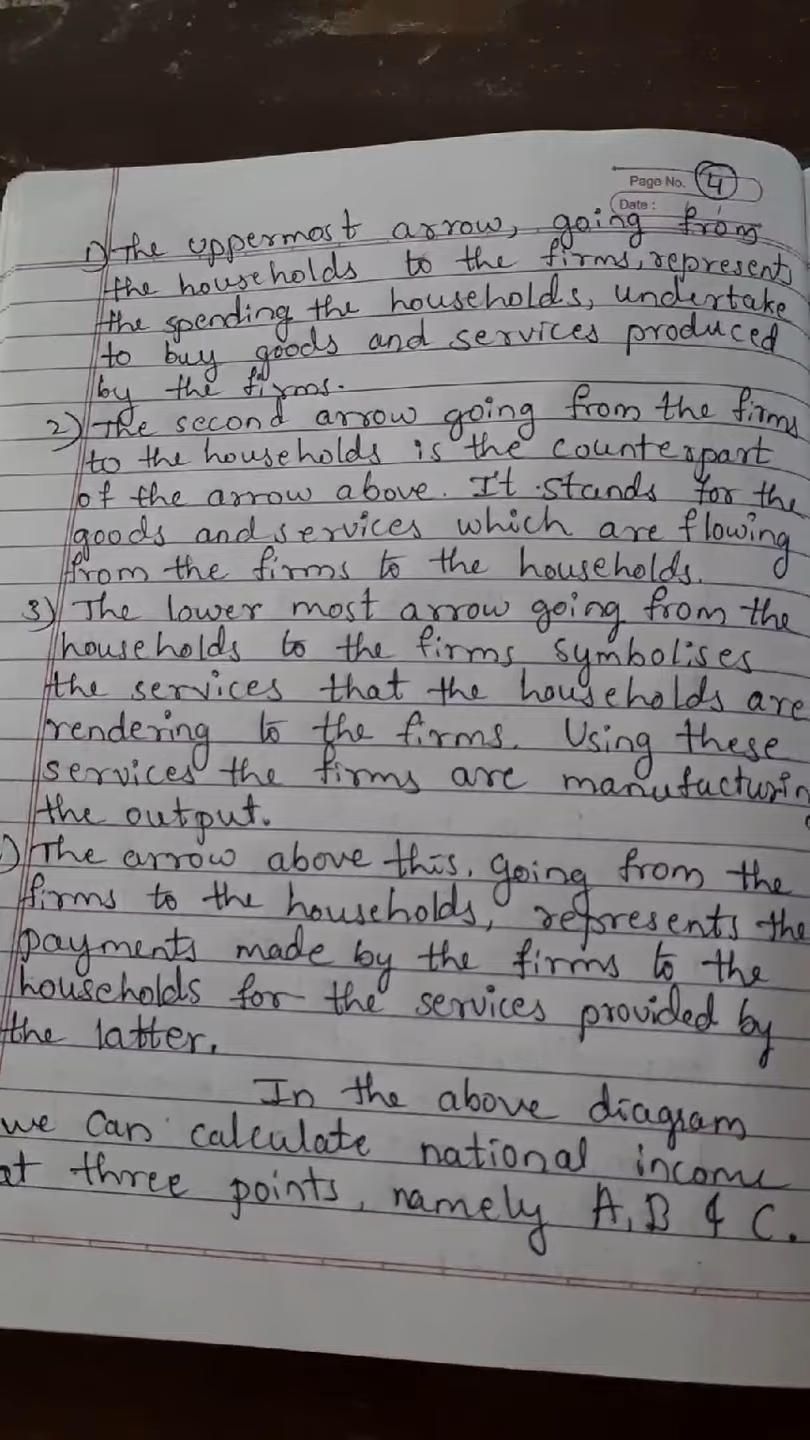 Page No. 4
Date :
1) The uppermost arrow, going from
the households to the firms, represents
the spending the households, undertake
to buy goods and services produced
by the firms.
2) The second arrow going from the firms
to the households is the counterpart
of the arrow above. It stands for the
goods and services which are flowing
from the firms to the households.
3) The lower most arrow going from the
households to the firms symbolises
the services that the households are
rendering to the firms. Using these
services the firms are manufacturin
the output.
) The arrow above this, going from the
firms to the households, represents the
payments made by the firms to the
households for the services provided by
the latter.
In the above diagram
we can calculate national income
at three points, namely A, B & C.